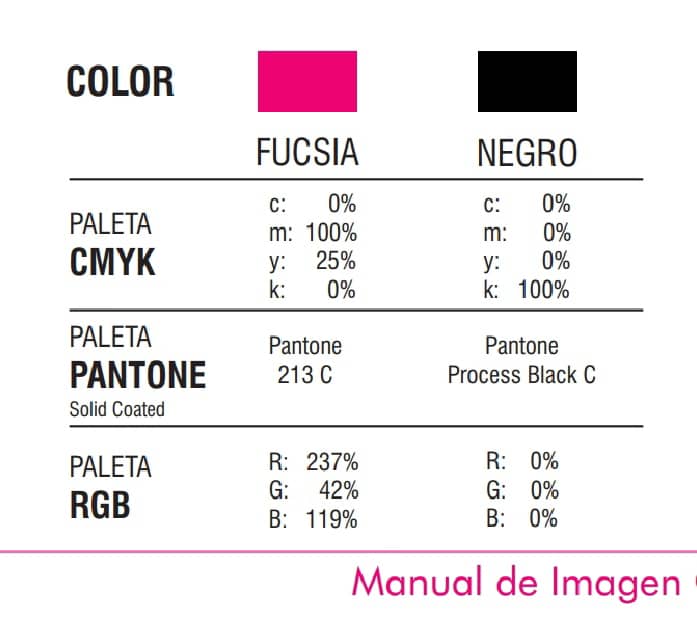 COLOR
FUCSIA NEGRO
PALETA
CMYK
c: 0% c: 0%
m: 100% m: 0%
y: 25% y: 0%
k: 0% k: 100%
PALETA
PANTONE
Solid Coated
Pantone Pantone
213 C Process Black C
PALETA
RGB
R: 237% R: 0%
G: 42% G: 0%
B: 119% B: 0%
Manual de Imagen